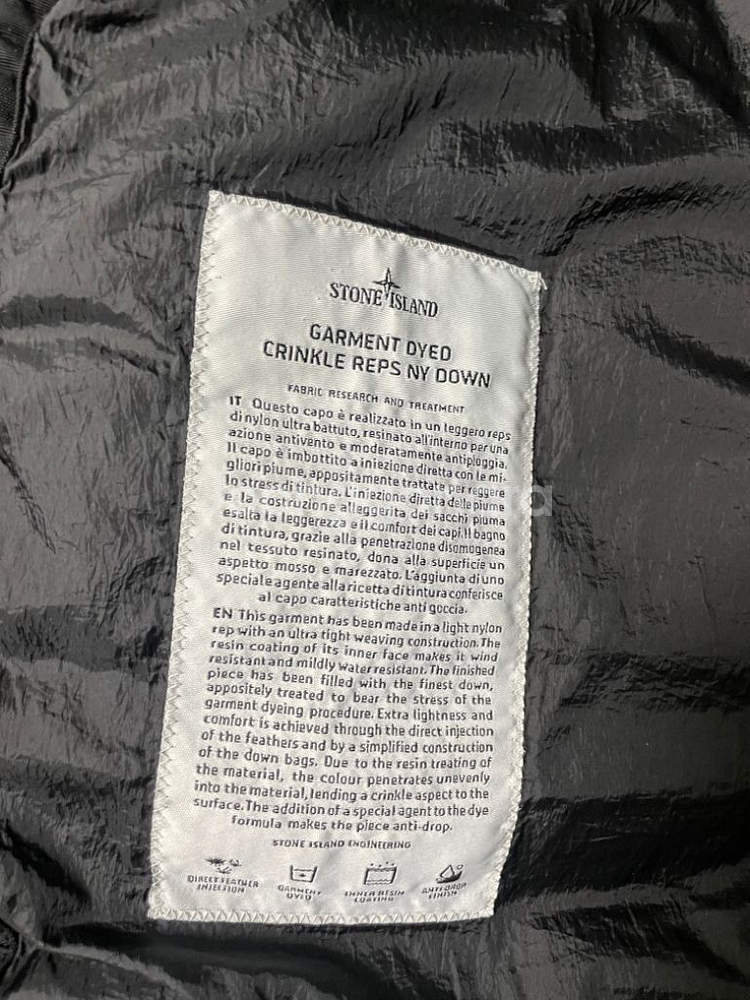 STONE ISLAND
GARMENT DYED
CRINKLE REPS NY DOWN
FABRIC RESEARCH AND TREATMENT
IT Questo capo è realizzato in un leggero reps
di nylon ultra battuto, resinato all'interno per una
azione antivento e moderatamente antipioggia.
Il capo è imbottito a iniezione diretta con le mi-
gliori piume, appositamente trattate per reggere
lo stress di tintura. L'iniezione diretta delle piume
e la costruzione alleggerita dei sacchi piuma
esalta la leggerezza e il comfort dei capi. Il bagno
di tintura, grazie alla penetrazione disomogenea
nel tessuto resinato, dona alla superficie un
aspetto mosso e marezzato. L'aggiunta di uno
speciale agente alla ricetta di tintura conferisce
al capo caratteristiche anti goccia.
EN This garment has been made in a light nylon
rep with an ultra tight weaving construction. The
resin coating of its inner face makes it wind
resistant and mildly water resistant. The finished
piece has been filled with the finest down,
appositely treated to bear the stress of the
garment dyeing procedure. Extra lightness and
comfort is achieved through the direct injection
of the feathers and by a simplified construction
of the down bags. Due to the resin treating of
the material, the colour penetrates unevenly
into the material, lending a crinkle aspect to the
surface. The addition of a special agent to the dye
formula makes the piece anti-drop.
STONE ISLAND ENGINEERING
DIRECT FEATHER INJECTION
GARMENT DYED
INNER RESIN COATING
ANTI DROP FINISH